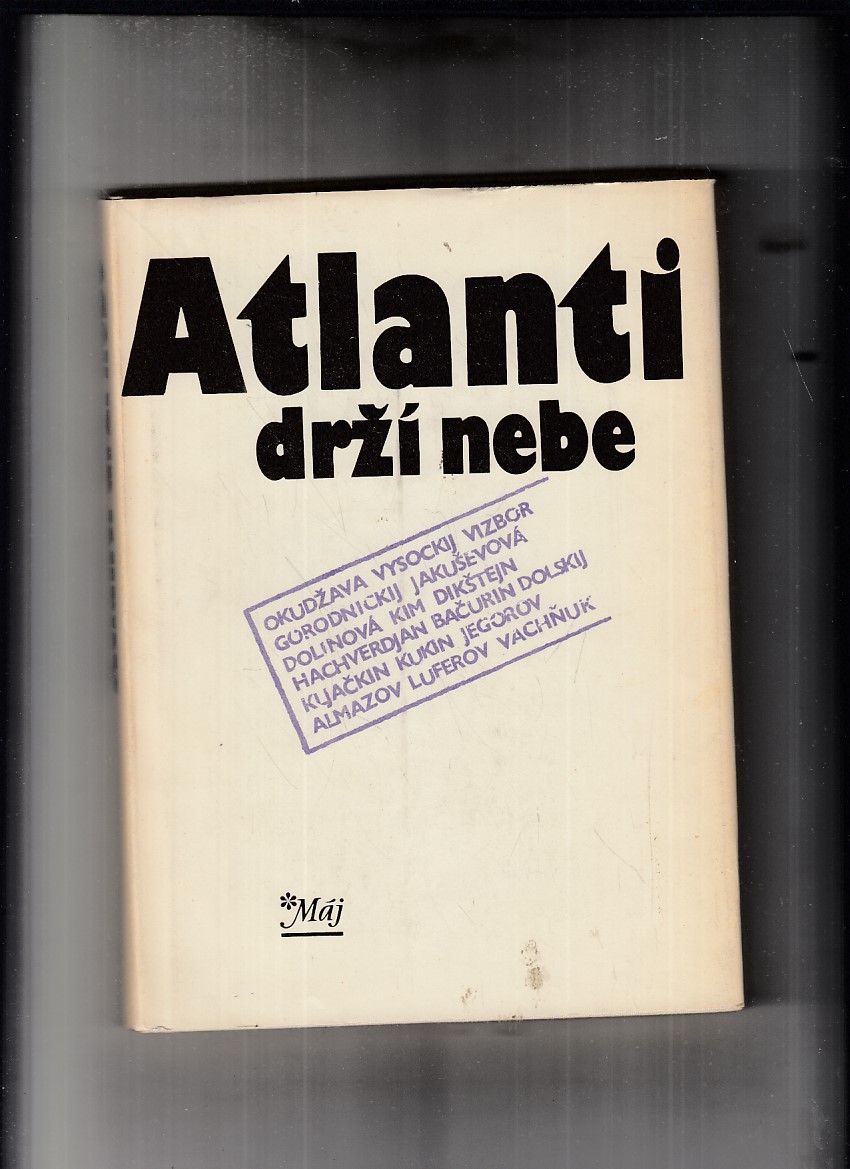 Atlanti
drží nebe
OKUDŽAVA VYSOCKIJ VIZBOR
GORODNICKIJ JAKUŠEVOVÁ
DOLINOVÁ KIM DIKŠTEJN
HACHVERDJAN BAČURIN DOLSKIJ
KLJAČKIN KUKIN JEGOROV
ALMAZOV LUFEROV VACHŇUK
*Máj